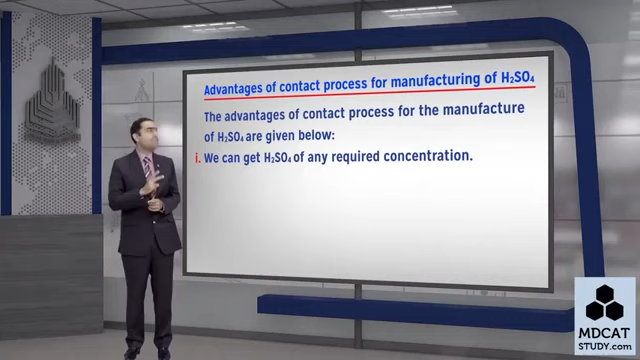 Advantages of contact process for manufacturing of H₂SO₄
The advantages of contact process for the manufacture
of H₂SO₄ are given below:
i. We can get H₂SO₄ of any required concentration.
MDCAT
STUDY.com